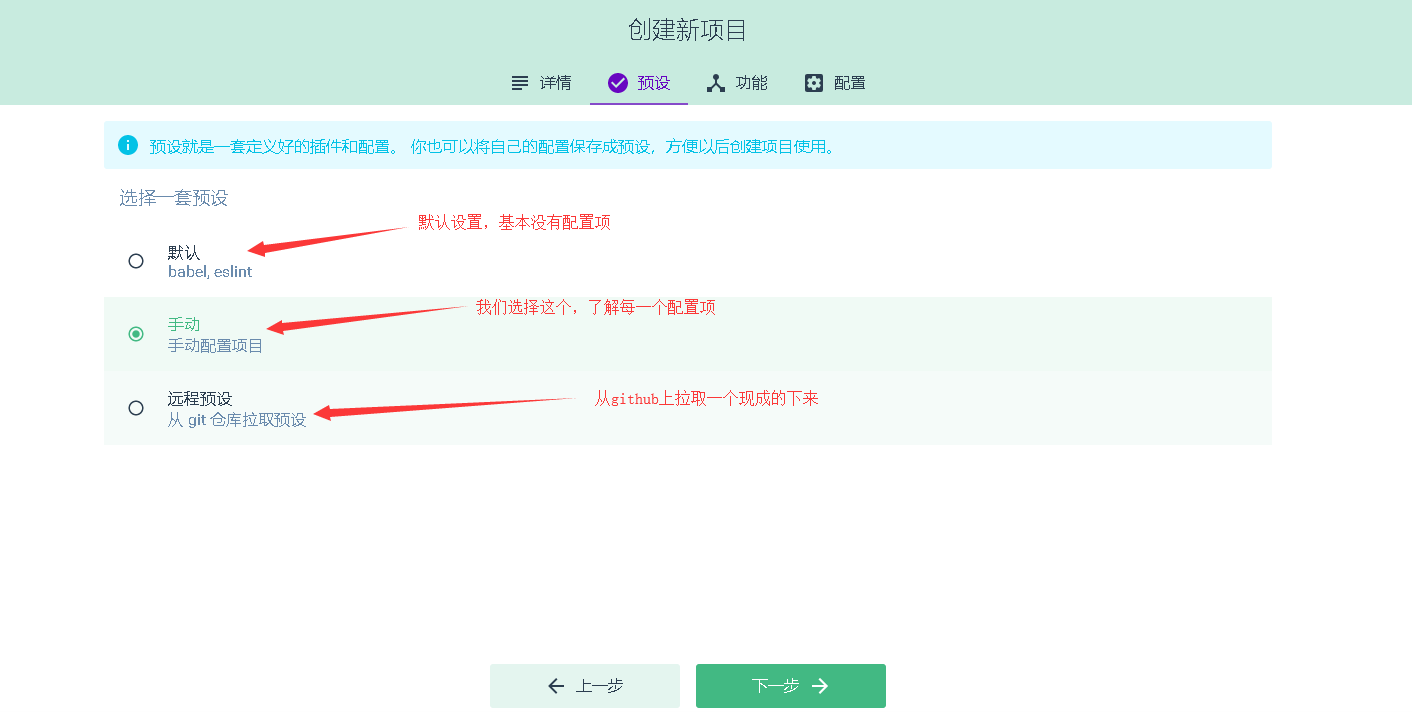 创建新项目
详情 预设 功能 配置
预设就是一套定义好的插件和配置。 你也可以将自己的配置保存成预设，方便以后创建项目使用。
选择一套预设
默认设置，基本没有配置项
默认
babel, eslint
我们选择这个，了解每一个配置项
手动
手动配置项目
远程预设
从github上拉取一个现成的下来
从 git 仓库拉取预设
上一步 下一步